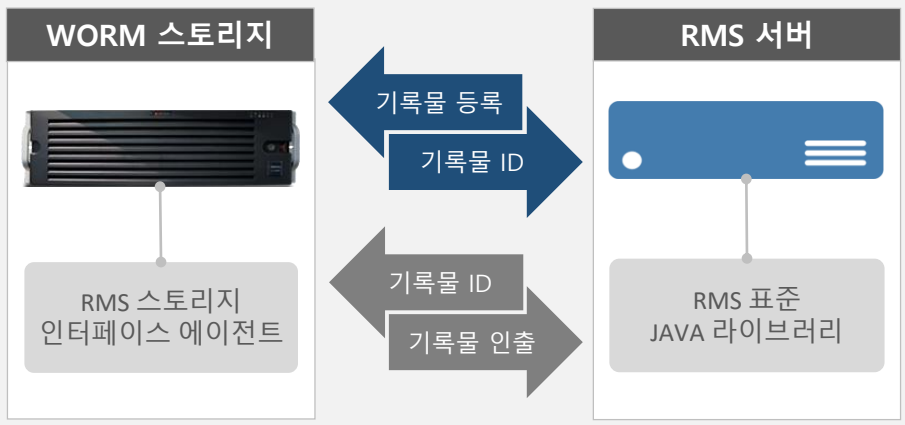 WORM 스토리지
RMS 서버
기록물 등록
기록물 ID
기록물 ID
기록물 인출
RMS 스토리지
인터페이스 에이전트
RMS 표준
JAVA 라이브러리